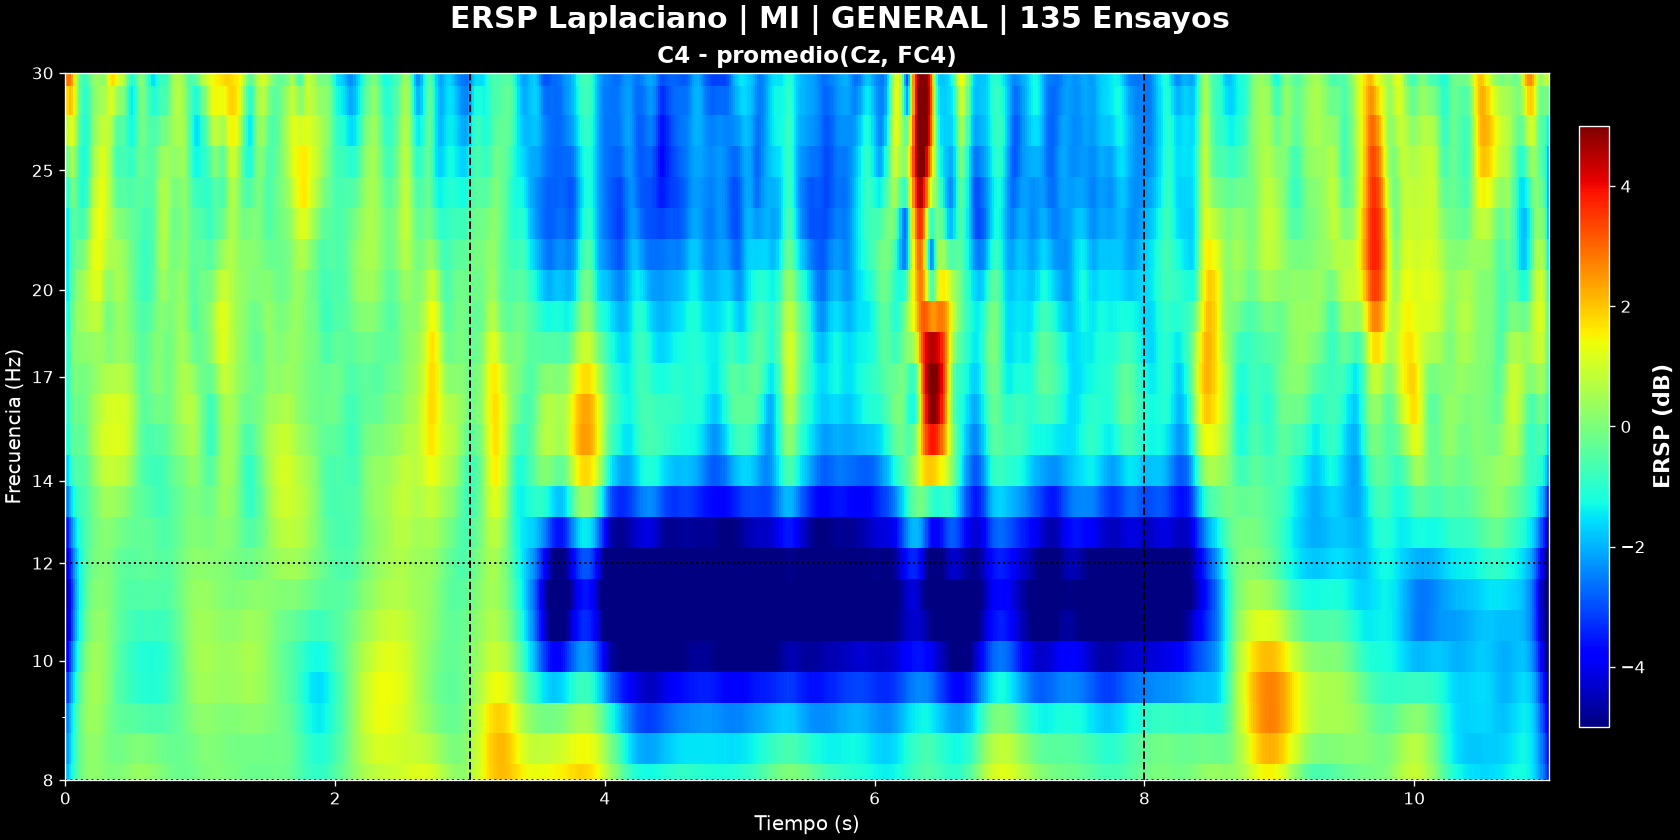 ERSP Laplaciano | MI | GENERAL | 135 Ensayos
C4 - promedio(Cz, FC4)
Frecuencia (Hz)
30
25
20
17
14
12
10
8
0 2 4 6 8 10
Tiempo (s)
4
2
0
−2
−4
ERSP (dB)